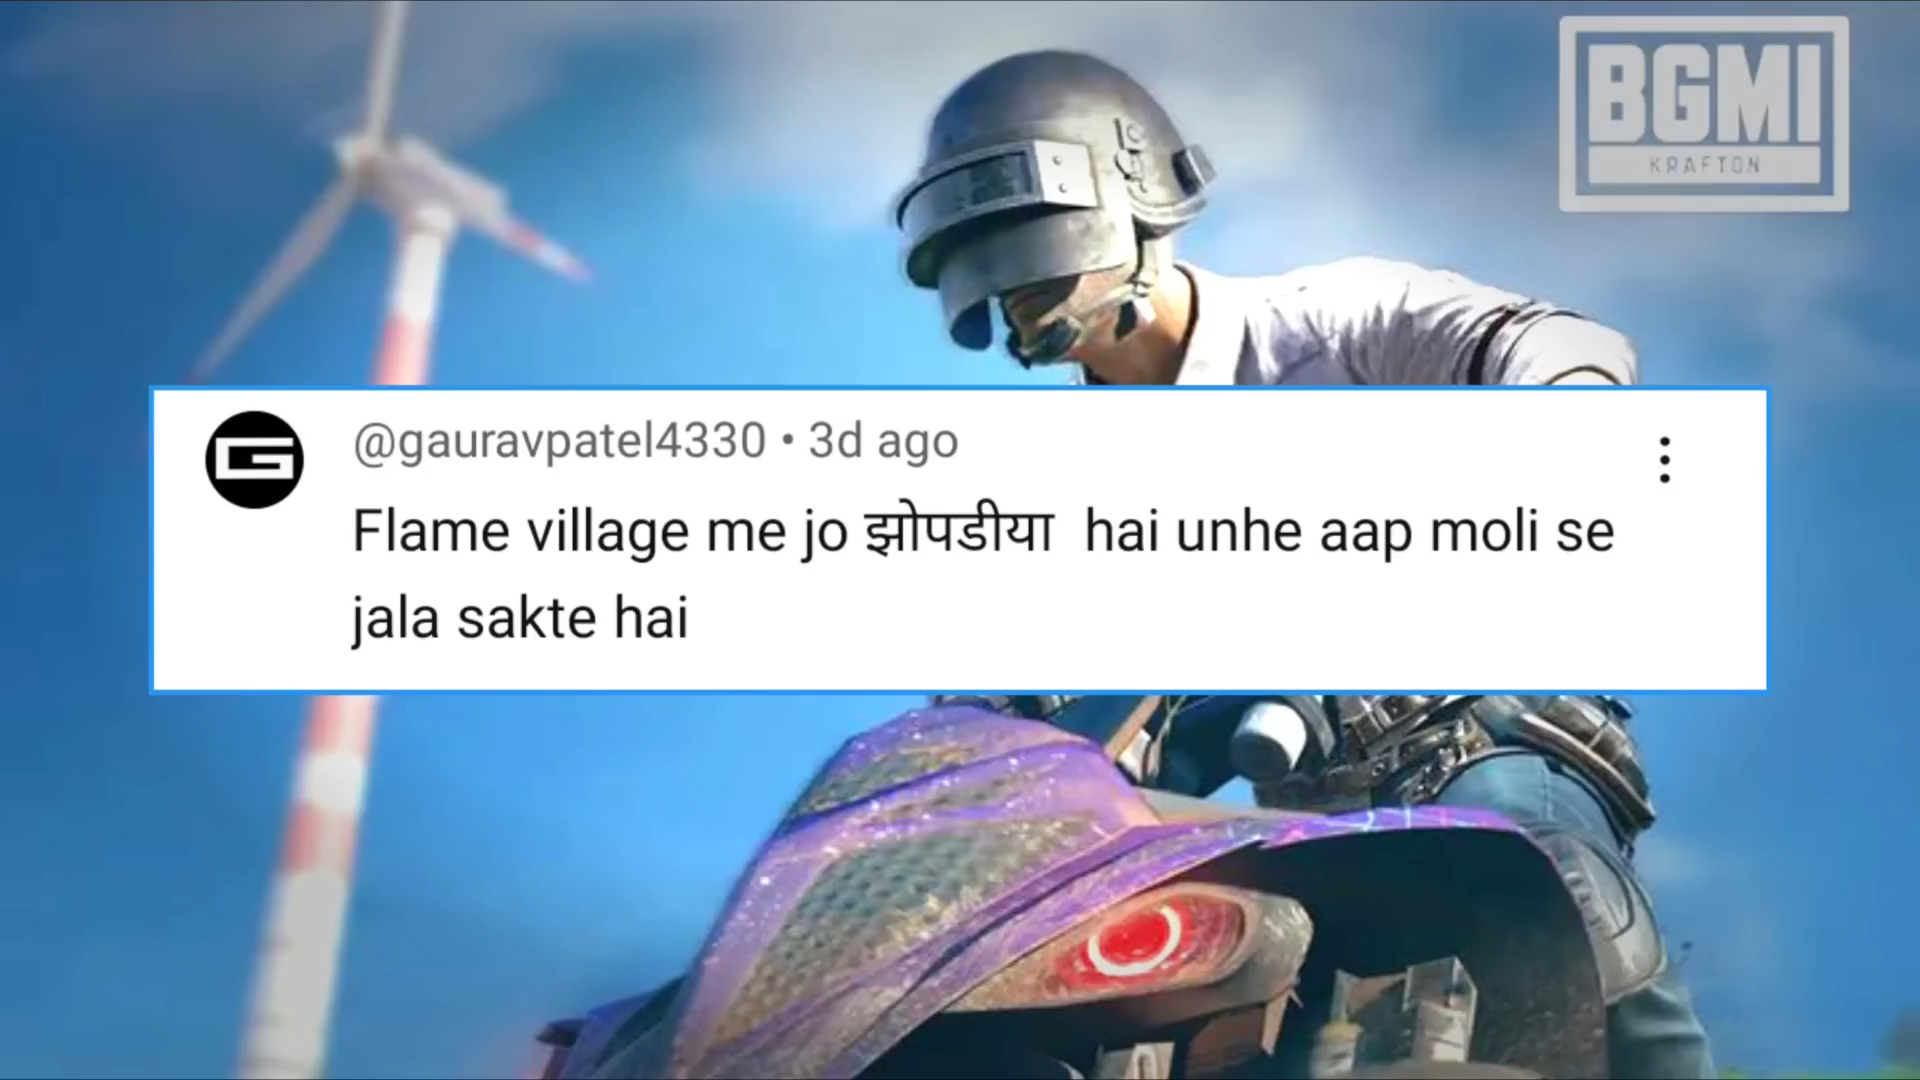 BGMI
KRAFTON
G
@gauravpatel4330 • 3d ago
Flame village me jo झोपडीया hai unhe aap moli se
jala sakte hai